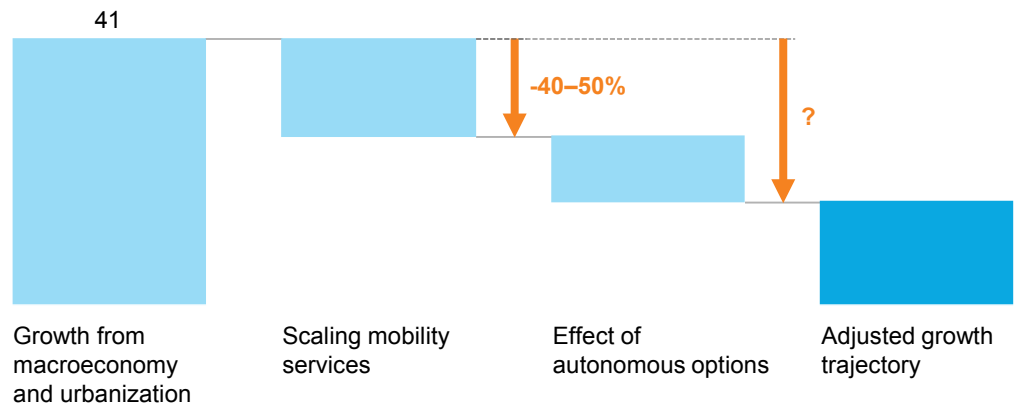 41
-40–50%
?
Growth from
macroeconomy
and urbanization
Scaling mobility
services
Effect of
autonomous options
Adjusted growth
trajectory